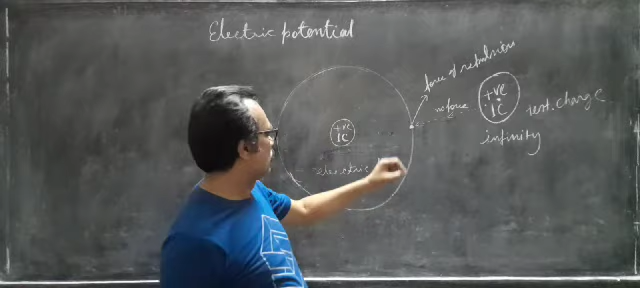 Electric potential
force of repulsion
no force
+ve
1C
test charge
infinity
+ve
1C
electric